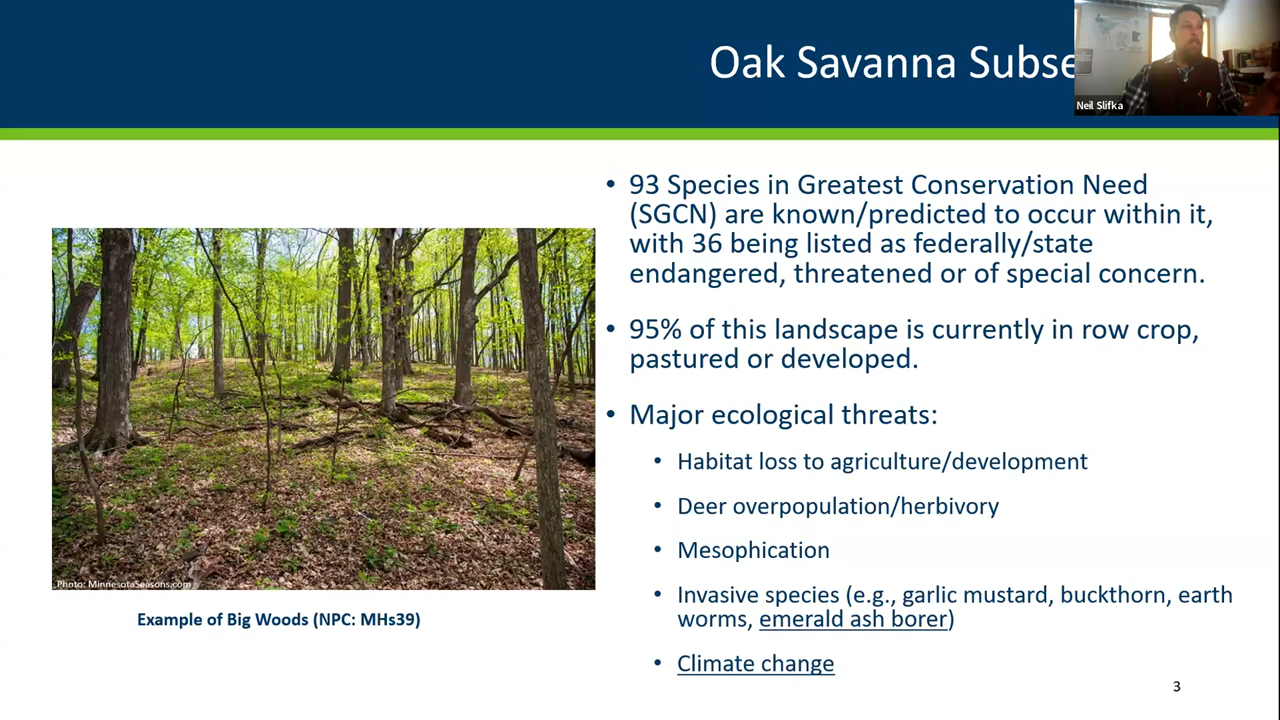 Oak Savanna
Neil Slifka
• 93 Species in Greatest Conservation Need
(SGCN) are known/predicted to occur within it,
with 36 being listed as federally/state
endangered, threatened or of special concern.
• 95% of this landscape is currently in row crop,
pastured or developed.
• Major ecological threats:
• Habitat loss to agriculture/development
• Deer overpopulation/herbivory
• Mesophication
• Invasive species (e.g., garlic mustard, buckthorn, earth
worms, emerald ash borer)
• Climate change
Photo: MinnesotaSeasons.com
Example of Big Woods (NPC: MHs39)
3